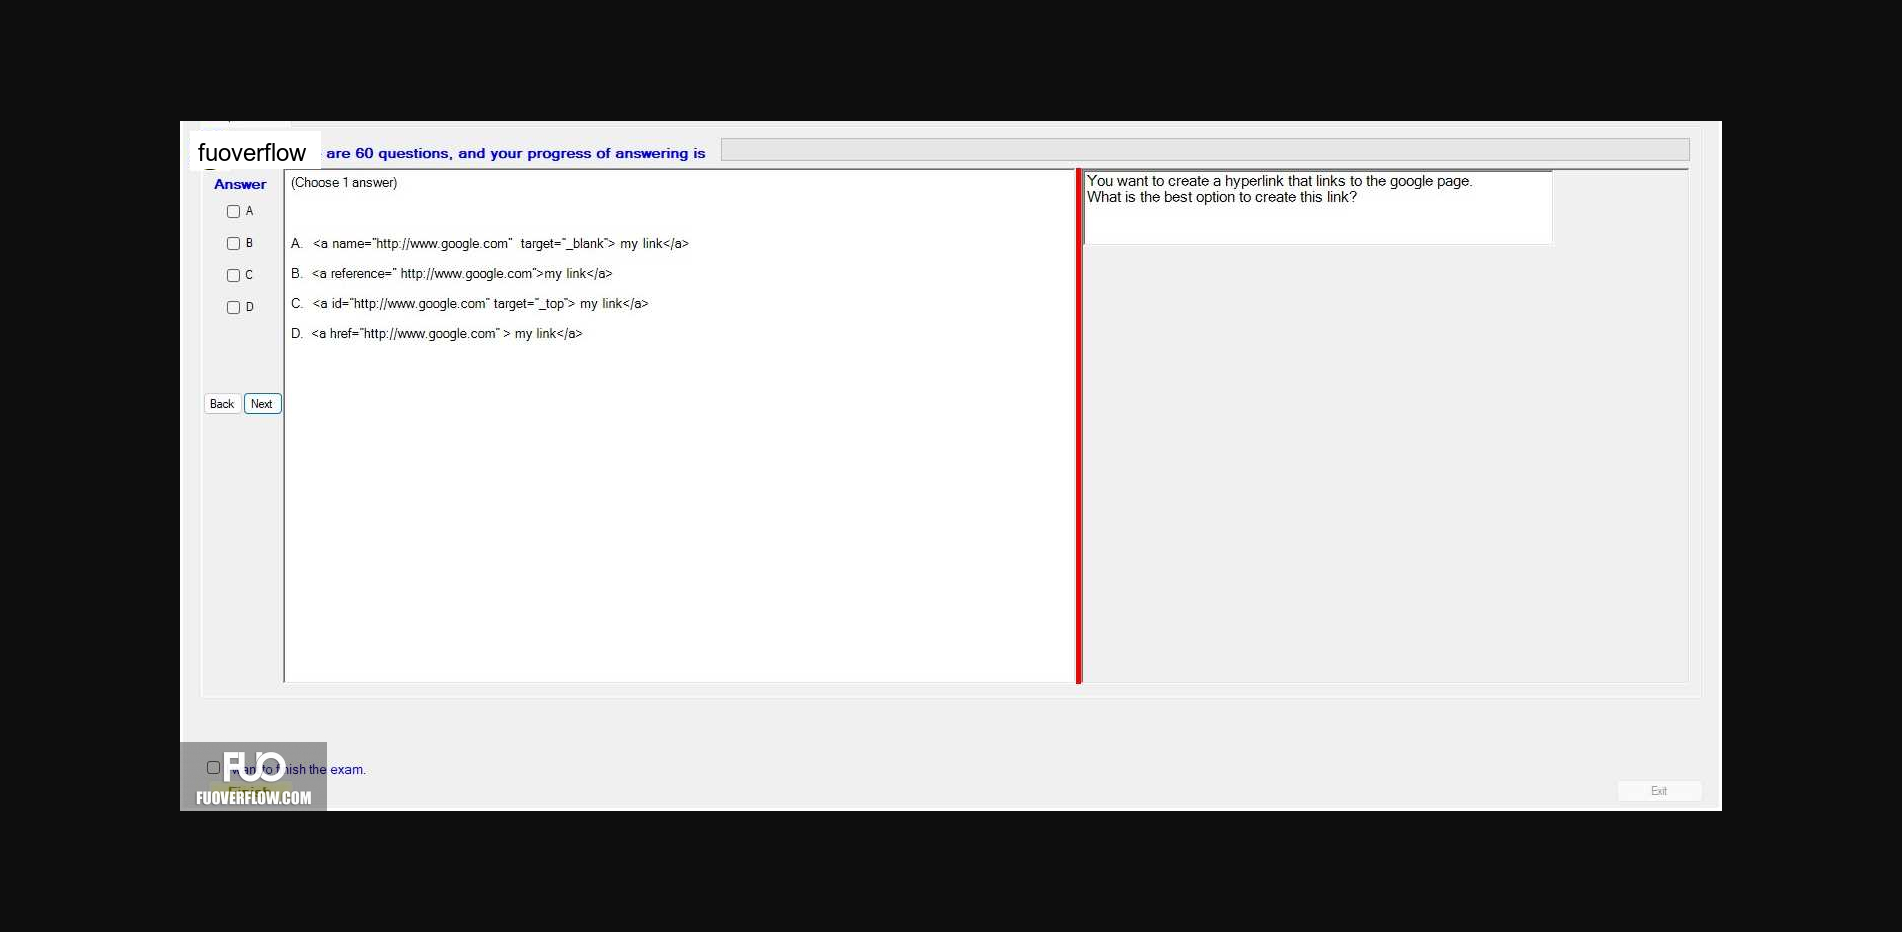 fuoverflow are 60 questions, and your progress of answering is
Answer
A
B
C
D
Back Next
(Choose 1 answer)
A. <a name="http://www.google.com" target="_blank"> my link</a>
B. <a reference=" http://www.google.com">my link</a>
C. <a id="http://www.google.com" target="_top"> my link</a>
D. <a href="http://www.google.com" > my link</a>
You want to create a hyperlink that links to the google page.
What is the best option to create this link?
want to finish the exam.
Finish
FUO
FUOVERFLOW.COM
Exit